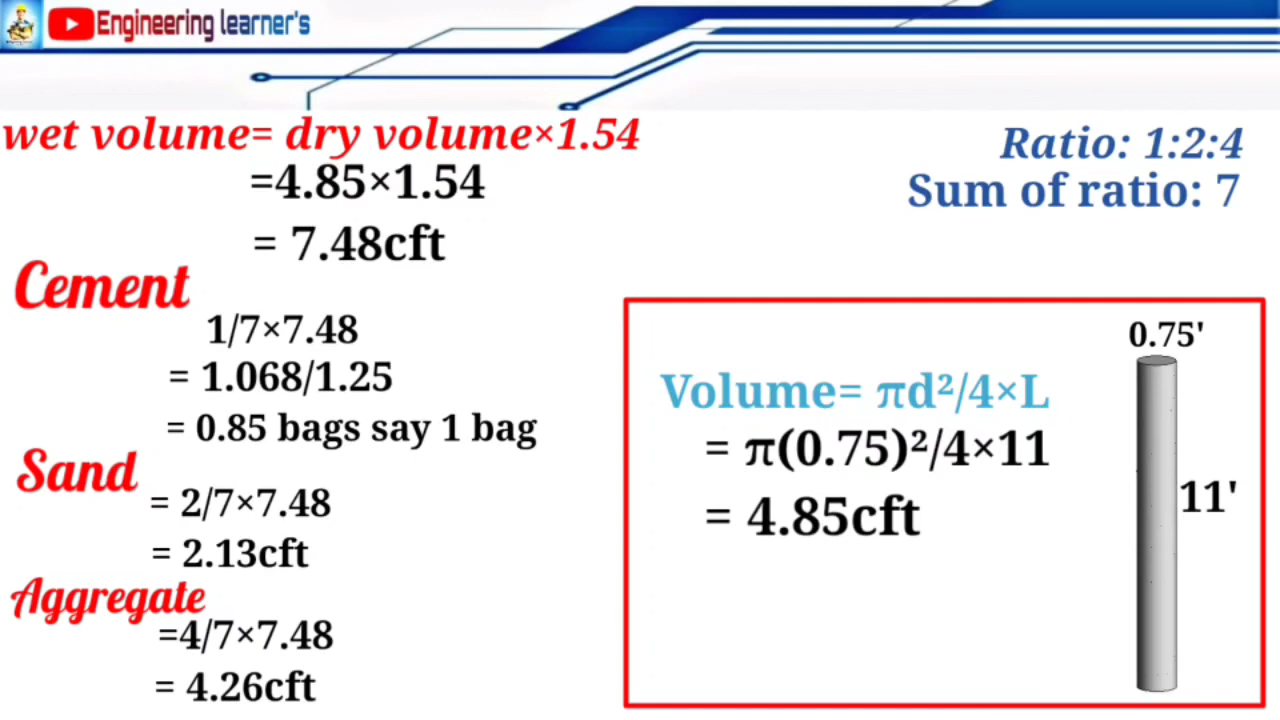 Engineering learner's
wet volume= dry volume×1.54
=4.85×1.54
= 7.48cft
Ratio: 1:2:4
Sum of ratio: 7
Cement
1/7×7.48
= 1.068/1.25
= 0.85 bags say 1 bag
Sand
= 2/7×7.48
= 2.13cft
Aggregate
=4/7×7.48
= 4.26cft
Volume= πd²/4×L
= π(0.75)²/4×11
= 4.85cft
0.75'
11'